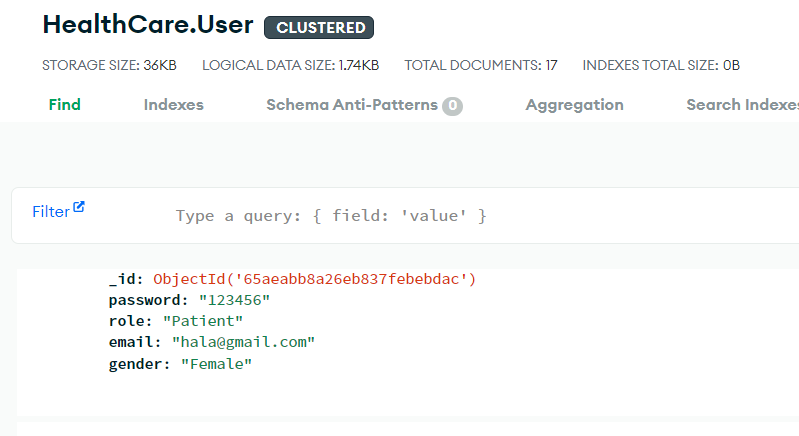 HealthCare.User CLUSTERED
STORAGE SIZE: 36KB LOGICAL DATA SIZE: 1.74KB TOTAL DOCUMENTS: 17 INDEXES TOTAL SIZE: 0B
Find Indexes Schema Anti-Patterns 0 Aggregation Search Indexes
Filter Type a query: { field: 'value' }
_id: ObjectId('65aeabb8a26eb837febebdac')
password: "123456"
role: "Patient"
email: "hala@gmail.com"
gender: "Female"